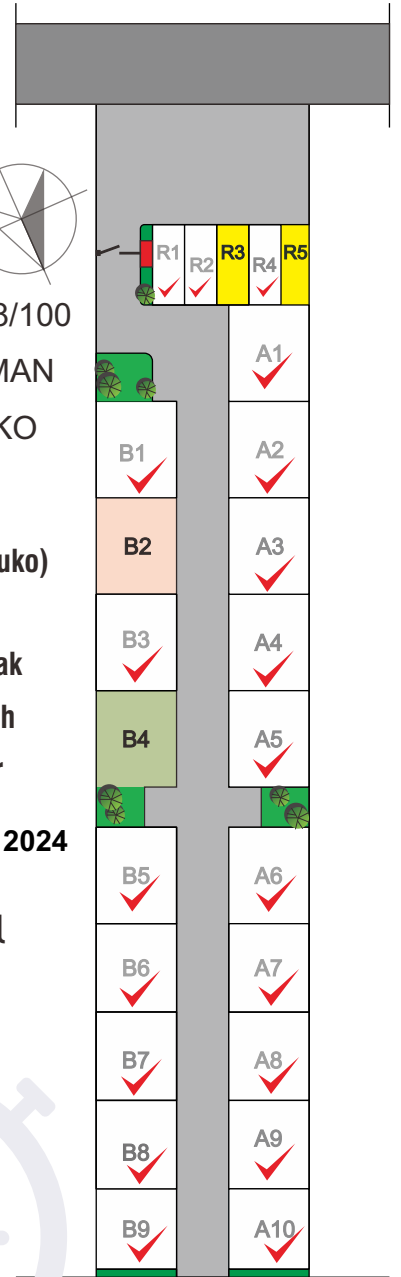 R1 R2 R3 R4 R5
3/100
A1
MAN
KO
B1 A2
uko)
B2 A3
ak
B3 A4
h
B4 A5
2024
B5 A6
B6 A7
B7 A8
B8 A9
B9 A10